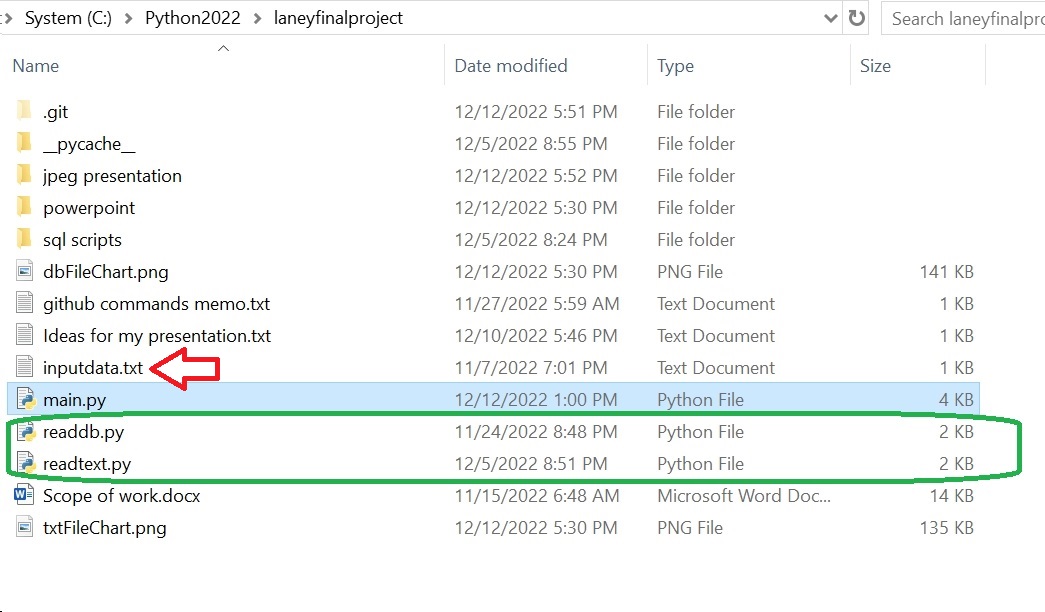 System (C:) > Python2022 > laneyfinalproject Search laneyfinalpro
Name Date modified Type Size
.git 12/12/2022 5:51 PM File folder
__pycache__ 12/5/2022 8:55 PM File folder
jpeg presentation 12/12/2022 5:52 PM File folder
powerpoint 12/12/2022 5:30 PM File folder
sql scripts 12/5/2022 8:24 PM File folder
dbFileChart.png 12/12/2022 5:30 PM PNG File 141 KB
github commands memo.txt 11/27/2022 5:59 AM Text Document 1 KB
Ideas for my presentation.txt 12/10/2022 5:46 PM Text Document 1 KB
inputdata.txt 11/7/2022 7:01 PM Text Document 1 KB
main.py 12/12/2022 1:00 PM Python File 4 KB
readdb.py 11/24/2022 8:48 PM Python File 2 KB
readtext.py 12/5/2022 8:51 PM Python File 2 KB
Scope of work.docx 11/15/2022 6:48 AM Microsoft Word Doc... 14 KB
txtFileChart.png 12/12/2022 5:30 PM PNG File 135 KB